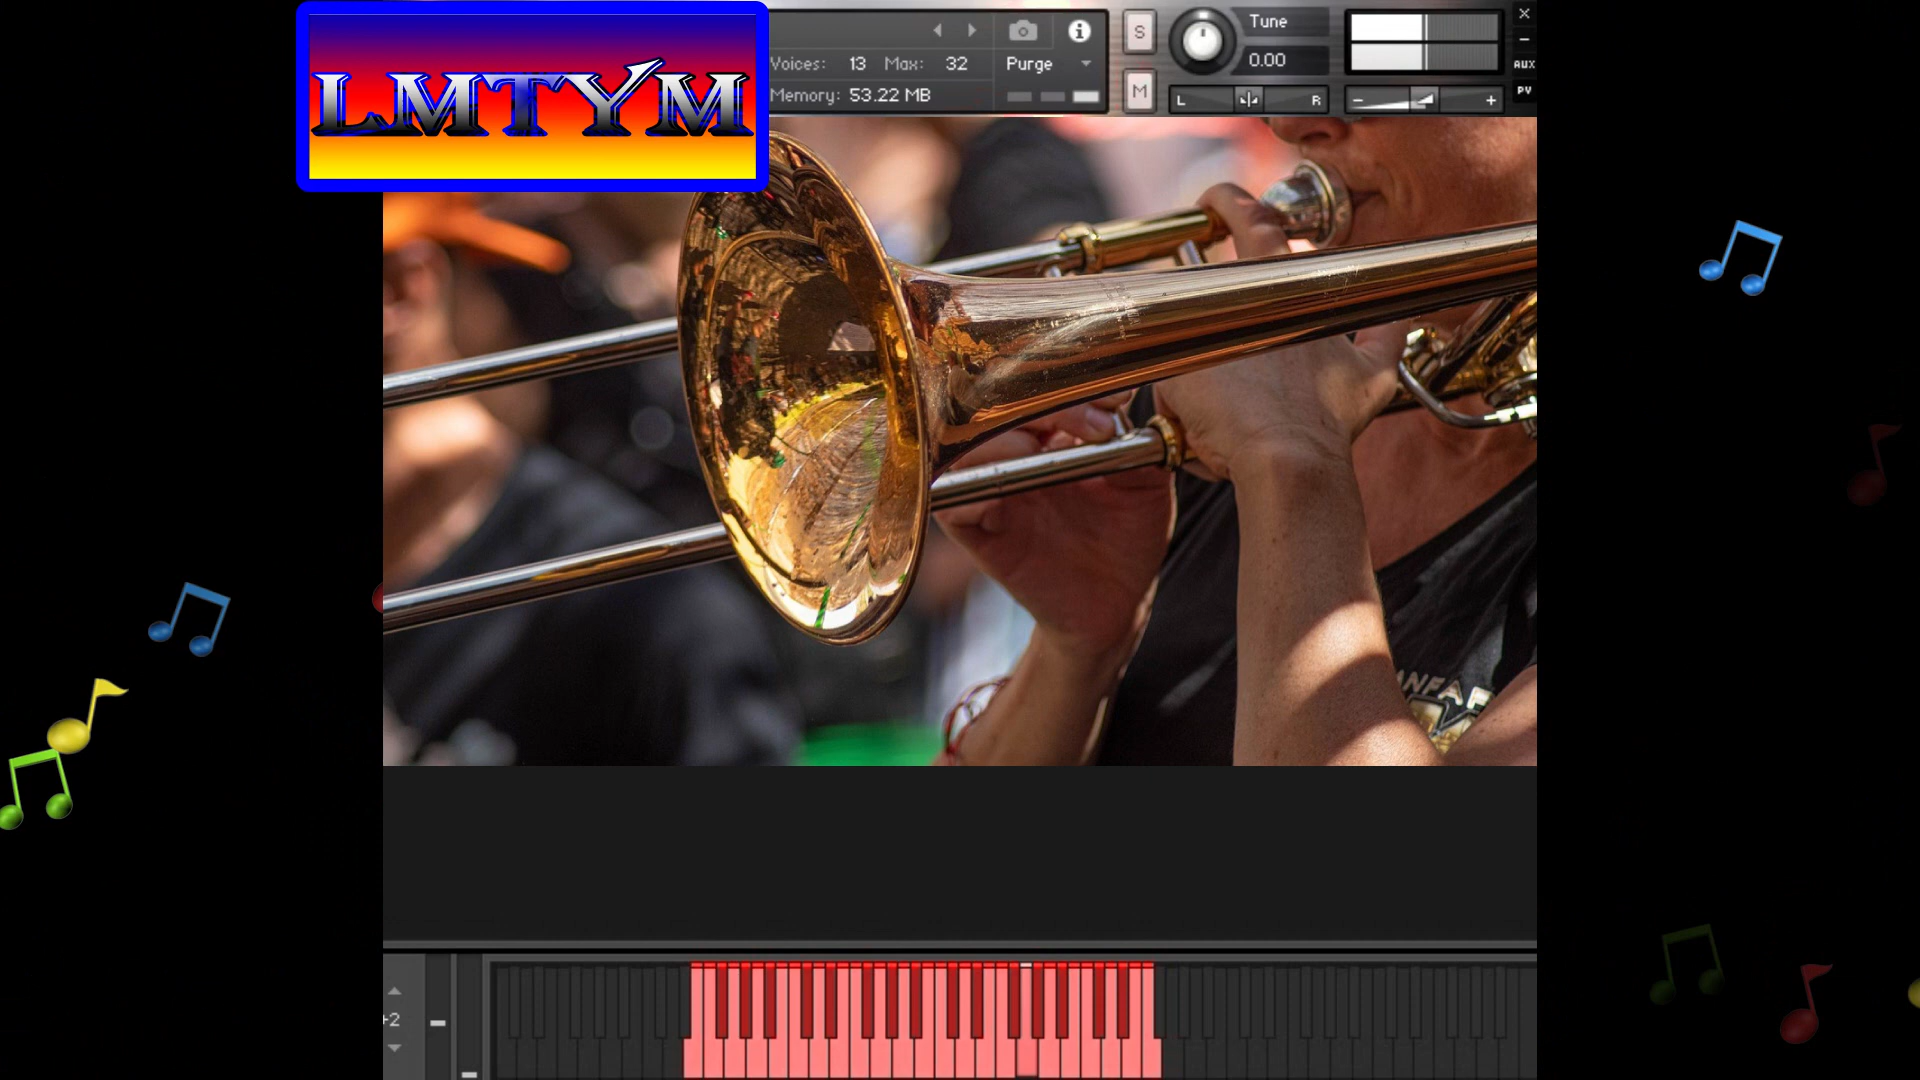 LMTYM
Voices: 13 Max: 32
Purge
Memory: 53.22 MB
S
M
Tune
0.00
L
R
AUX
PV
+2